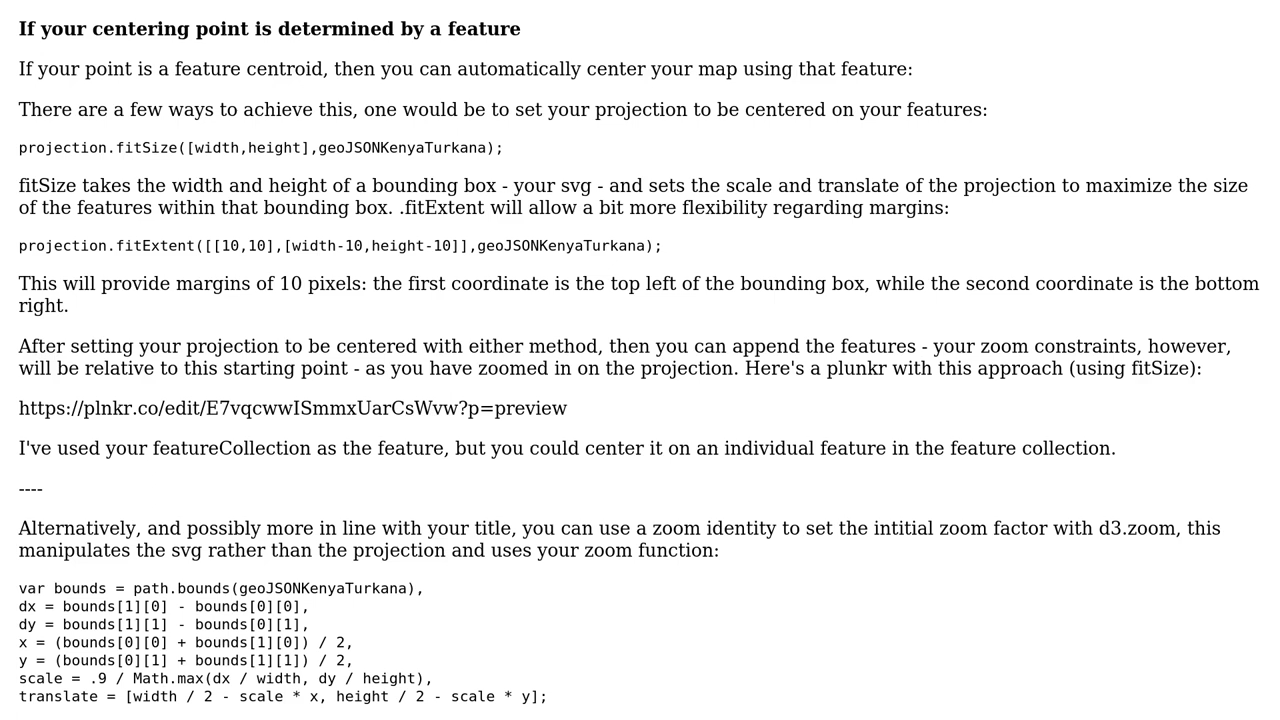 If your centering point is determined by a feature
If your point is a feature centroid, then you can automatically center your map using that feature:
There are a few ways to achieve this, one would be to set your projection to be centered on your features:
projection.fitSize([width,height],geoJSONKenyaTurkana);
fitSize takes the width and height of a bounding box - your svg - and sets the scale and translate of the projection to maximize the size
of the features within that bounding box. .fitExtent will allow a bit more flexibility regarding margins:
projection.fitExtent([[10,10],[width-10,height-10]],geoJSONKenyaTurkana);
This will provide margins of 10 pixels: the first coordinate is the top left of the bounding box, while the second coordinate is the bottom
right.
After setting your projection to be centered with either method, then you can append the features - your zoom constraints, however,
will be relative to this starting point - as you have zoomed in on the projection. Here's a plunkr with this approach (using fitSize):
https://plnkr.co/edit/E7vqcwwISmmxUarCsWvw?p=preview
I've used your featureCollection as the feature, but you could center it on an individual feature in the feature collection.
----
Alternatively, and possibly more in line with your title, you can use a zoom identity to set the intitial zoom factor with d3.zoom, this
manipulates the svg rather than the projection and uses your zoom function:
var bounds = path.bounds(geoJSONKenyaTurkana),
dx = bounds[1][0] - bounds[0][0],
dy = bounds[1][1] - bounds[0][1],
x = (bounds[0][0] + bounds[1][0]) / 2,
y = (bounds[0][1] + bounds[1][1]) / 2,
scale = .9 / Math.max(dx / width, dy / height),
translate = [width / 2 - scale * x, height / 2 - scale * y];